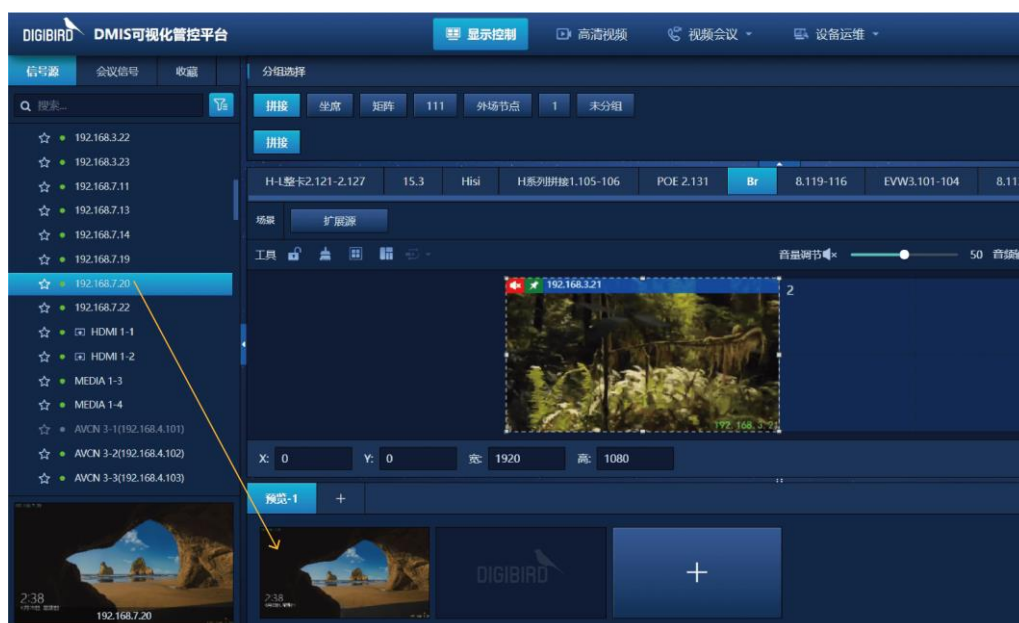 DIGIBIRD DMIS可视化管控平台 显示控制 高清视频 视频会议 设备运维
信号源 会议信号 收藏 分组选择
搜索... 拼接 坐席 矩阵 111 外场节点 1 未分组
拼接
192.168.3.22
192.168.3.23
192.168.7.11
192.168.7.13
192.168.7.14
192.168.7.19
192.168.7.20
192.168.7.22
HDMI 1-1
HDMI 1-2
MEDIA 1-3
MEDIA 1-4
AVCN 3-1(192.168.4.101)
AVCN 3-2(192.168.4.102)
AVCN 3-3(192.168.4.103)
H-L整卡2.121-2.127 15.3 Hisi H系列拼接1.105-106 POE 2.131 Br 8.119-116 EVW3.101-104 8.11
场景 扩展源
工具 音量调节 50
192.168.3.21 2
192.168.3.21
X: 0 Y: 0 宽: 1920 高: 1080
预览-1 +
2:38
192.168.7.20
2:38
DIGIBIRD
+